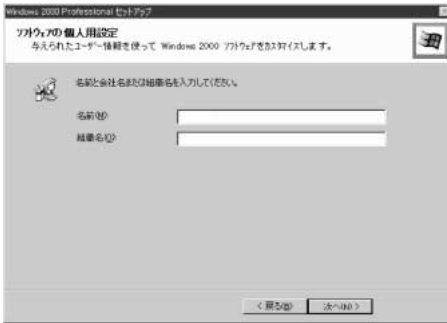 Windows 2000 Professional セットアップ
ソフトウェアの個人用設定
与えられたユーザー情報を使って Windows 2000 ソフトウェアをカスタマイズします。
名前と会社名または組織名を入力してください。
名前(M)
組織名(O)
< 戻る(B)
次へ(N) >